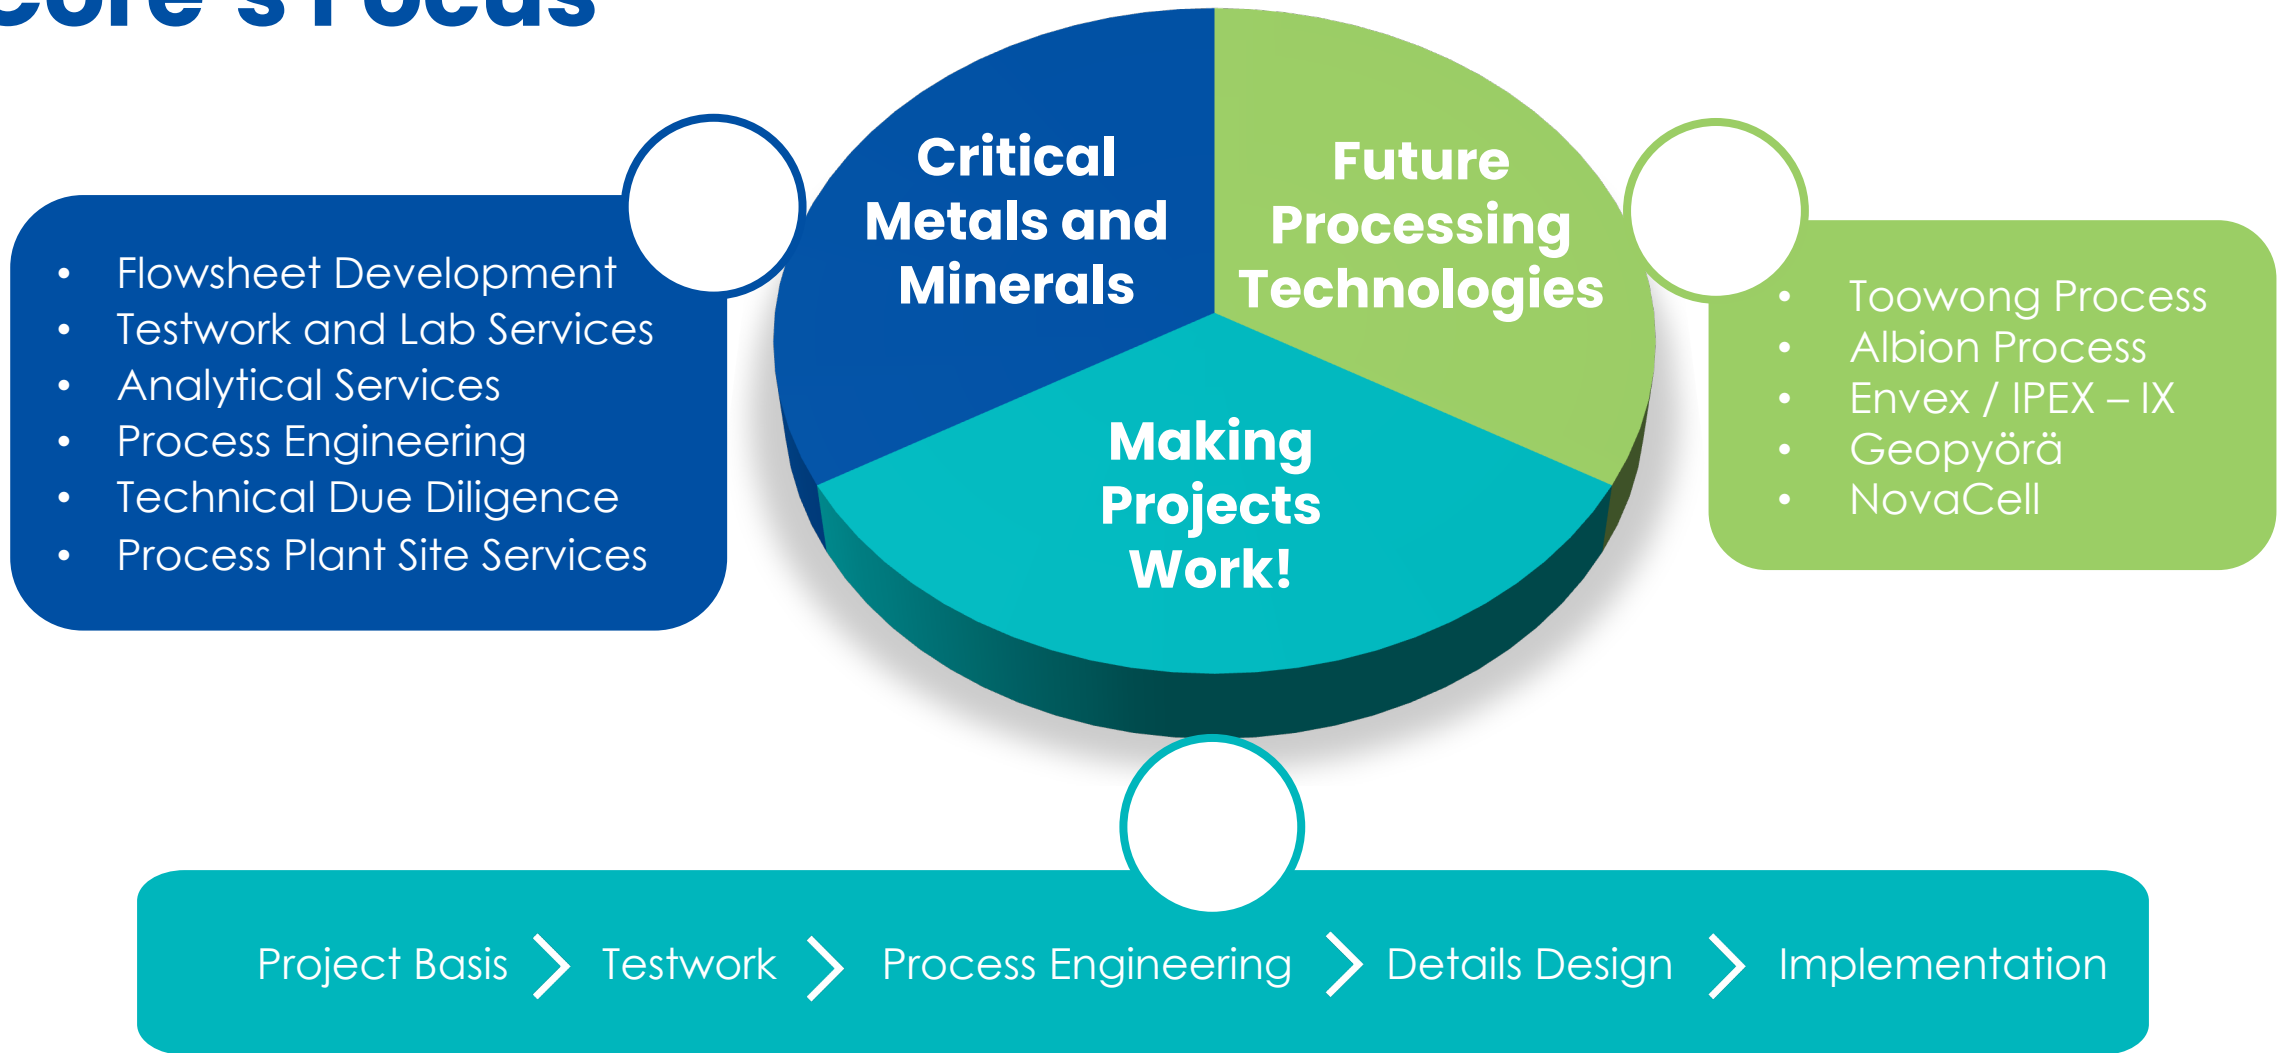 Core's Focus
Critical
Metals and
Minerals
Future
Processing
Technologies
Making
Projects
Work!
• Flowsheet Development
• Testwork and Lab Services
• Analytical Services
• Process Engineering
• Technical Due Diligence
• Process Plant Site Services
• Toowong Process
• Albion Process
• Envex / IPEX – IX
• Geopyörä
• NovaCell
Project Basis > Testwork > Process Engineering > Details Design > Implementation